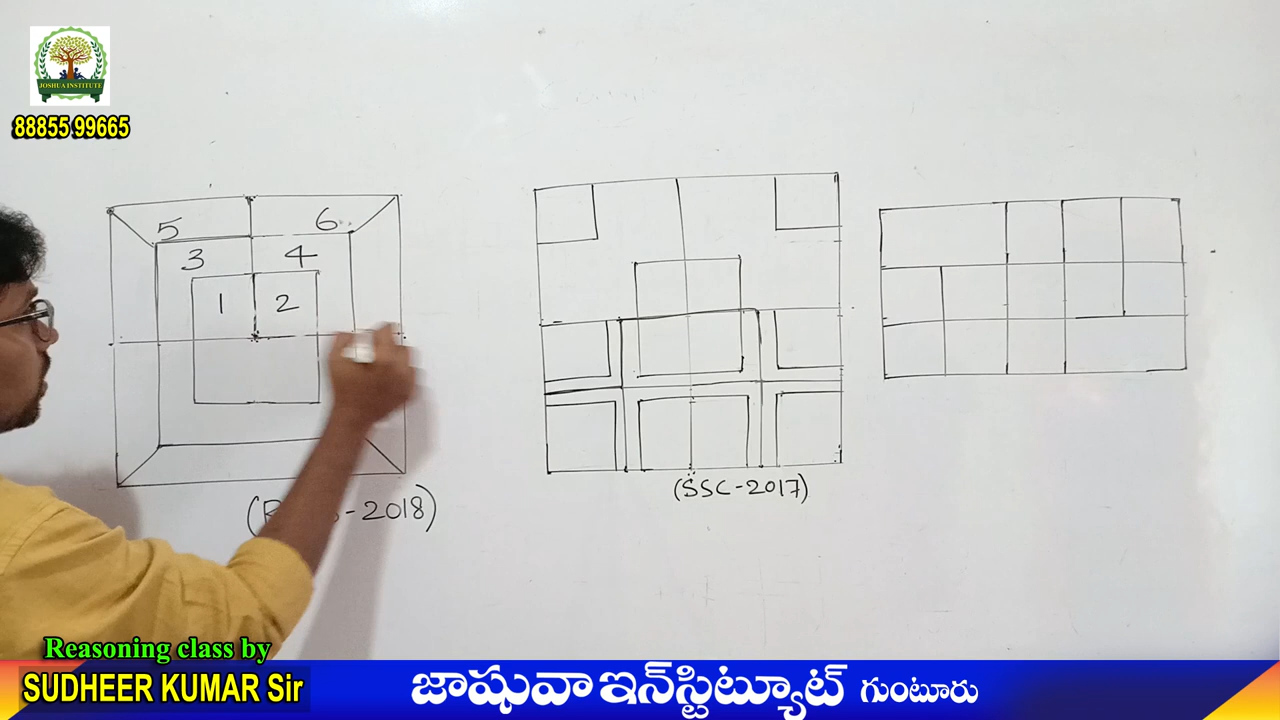 JOSHUA INSTITUTE
88855 99665
5 6
3 4
1 2
-2018)
(SSC-2017)
Reasoning class by
SUDHEER KUMAR Sir
జాషువా ఇన్‌స్టిట్యూట్ గుంటూరు